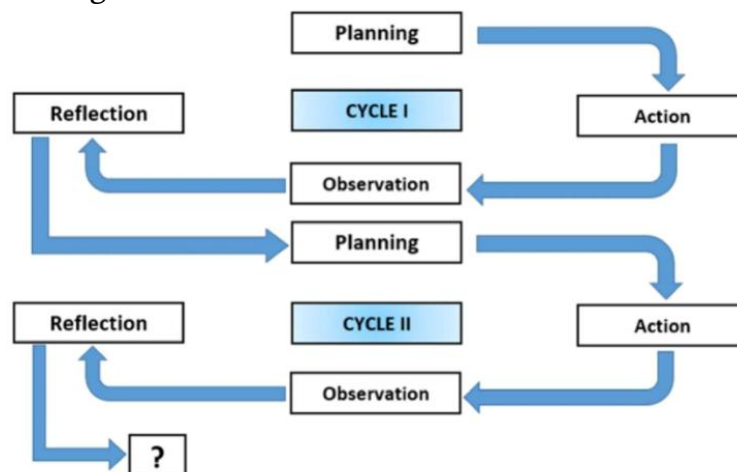 Planning
Reflection
CYCLE I
Action
Observation
Planning
Reflection
CYCLE II
Action
Observation
?